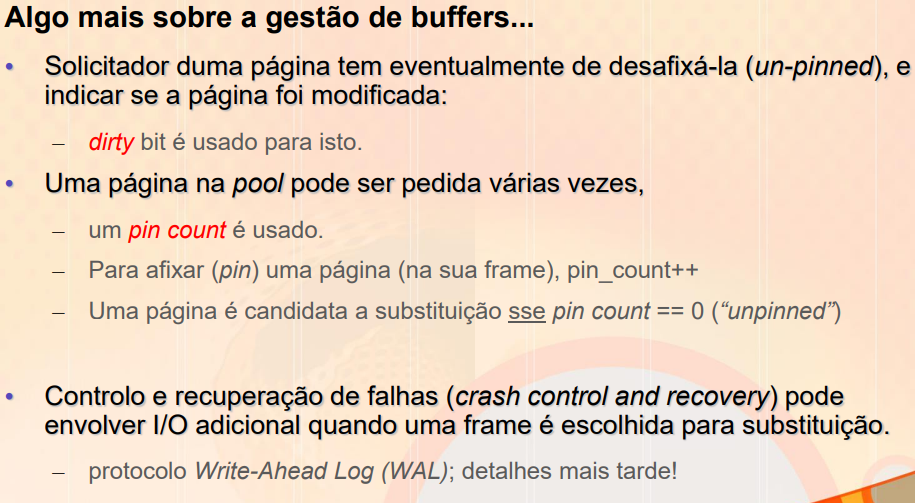 Algo mais sobre a gestão de buffers...
• Solicitador duma página tem eventualmente de desafixá-la (un-pinned), e
indicar se a página foi modificada:
– dirty bit é usado para isto.
• Uma página na pool pode ser pedida várias vezes,
– um pin count é usado.
– Para afixar (pin) uma página (na sua frame), pin_count++
– Uma página é candidata a substituição sse pin count == 0 (“unpinned”)
• Controlo e recuperação de falhas (crash control and recovery) pode
envolver I/O adicional quando uma frame é escolhida para substituição.
– protocolo Write-Ahead Log (WAL); detalhes mais tarde!